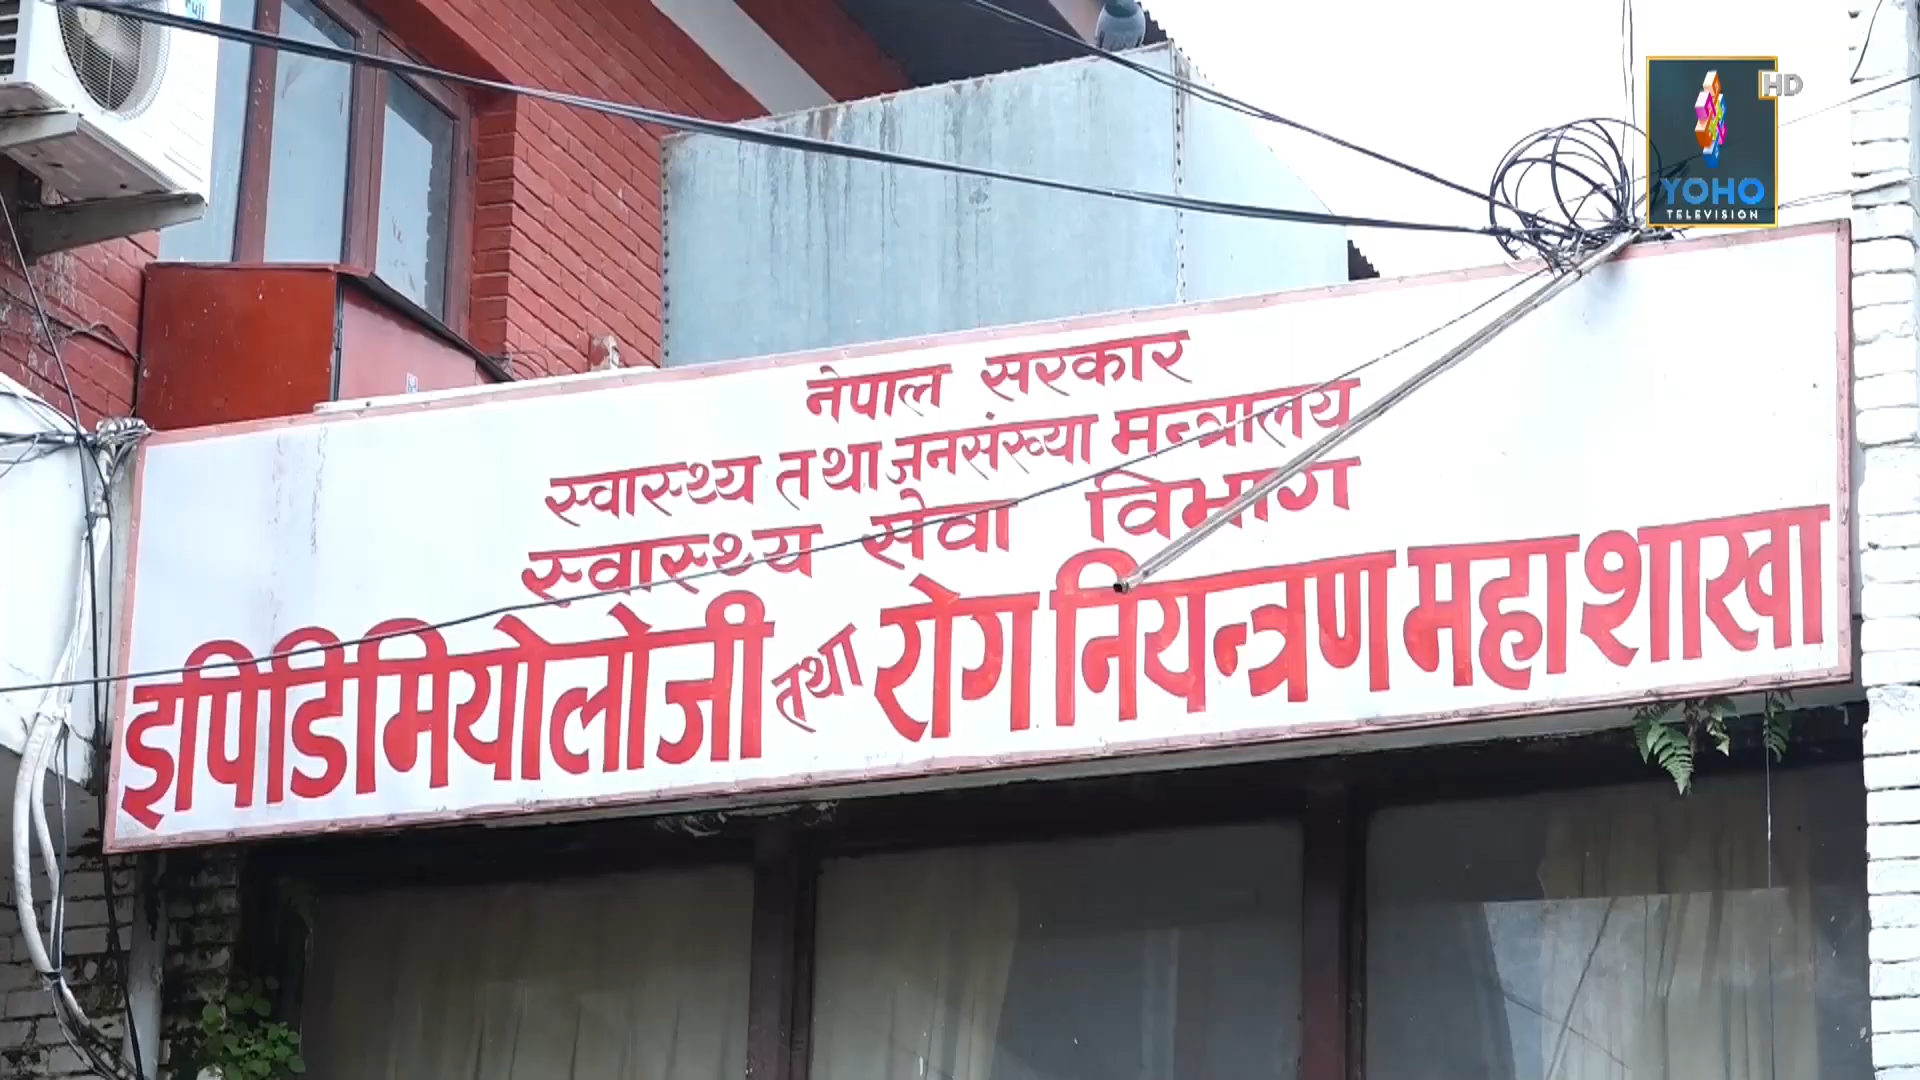 नेपाल सरकार
स्वास्थ्य तथा जनसंख्या मन्त्रालय
स्वास्थ्य सेवा विभाग
इपिडिमियोलोजी तथा रोग नियन्त्रण महाशाखा
HD
YOHO
TELEVISION